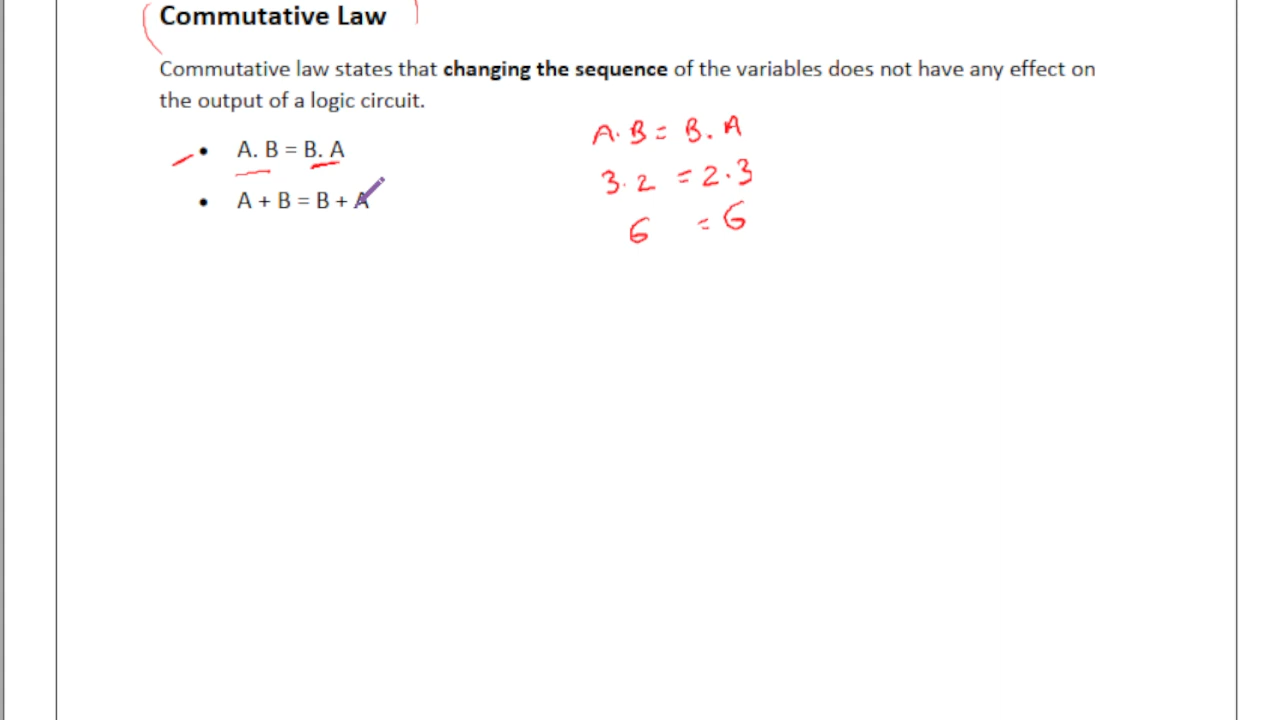 Commutative Law
Commutative law states that changing the sequence of the variables does not have any effect on
the output of a logic circuit.
• A. B = B. A
• A + B = B + A
A. B = B. A
3. 2 = 2.3
6 = 6